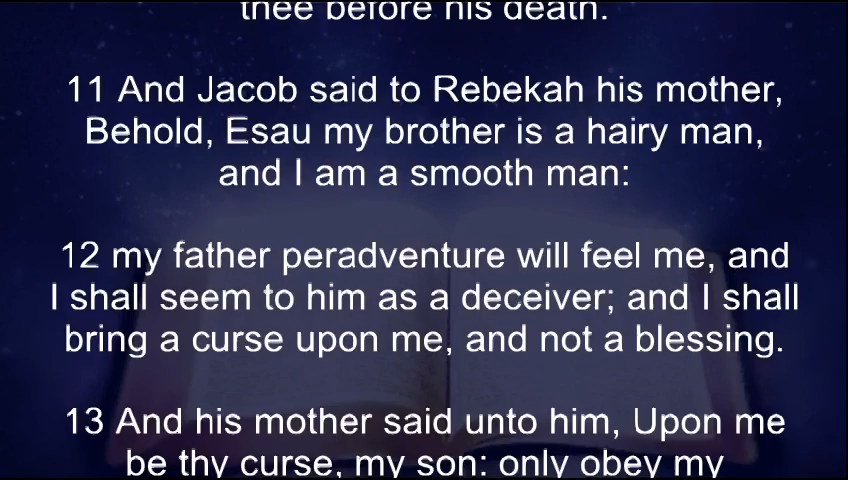 thee before his death.
11 And Jacob said to Rebekah his mother,
Behold, Esau my brother is a hairy man,
and I am a smooth man:
12 my father peradventure will feel me, and
I shall seem to him as a deceiver; and I shall
bring a curse upon me, and not a blessing.
13 And his mother said unto him, Upon me
be thy curse, my son: only obey my